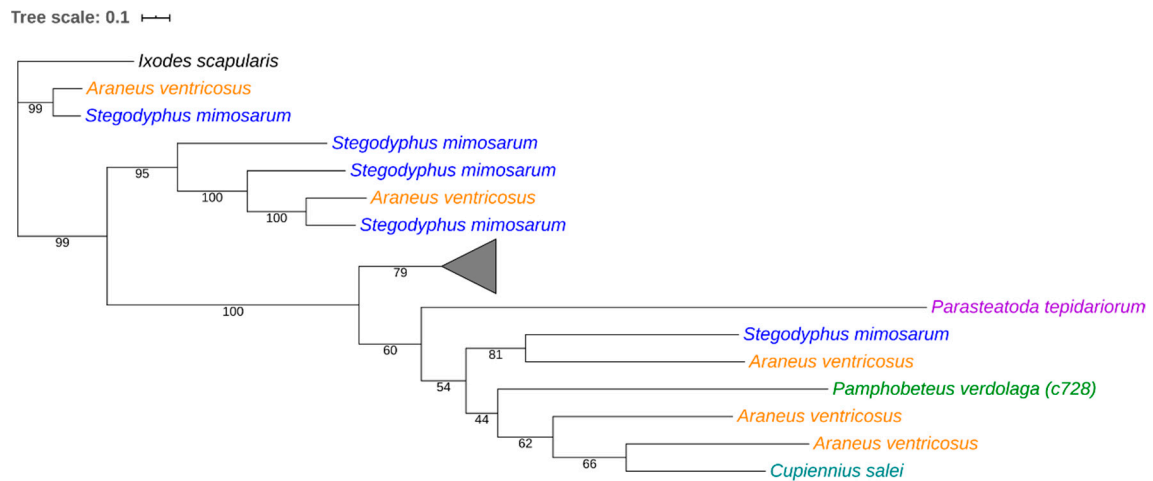 Tree scale: 0.1
Ixodes scapularis
Araneus ventricosus
99
Stegodyphus mimosarum
Stegodyphus mimosarum
95
Stegodyphus mimosarum
100
Araneus ventricosus
100
Stegodyphus mimosarum
99
79
100
Parasteatoda tepidariorum
Stegodyphus mimosarum
60
81
Araneus ventricosus
54
Pamphobeteus verdolaga (c728)
44
Araneus ventricosus
62
Araneus ventricosus
66
Cupiennius salei